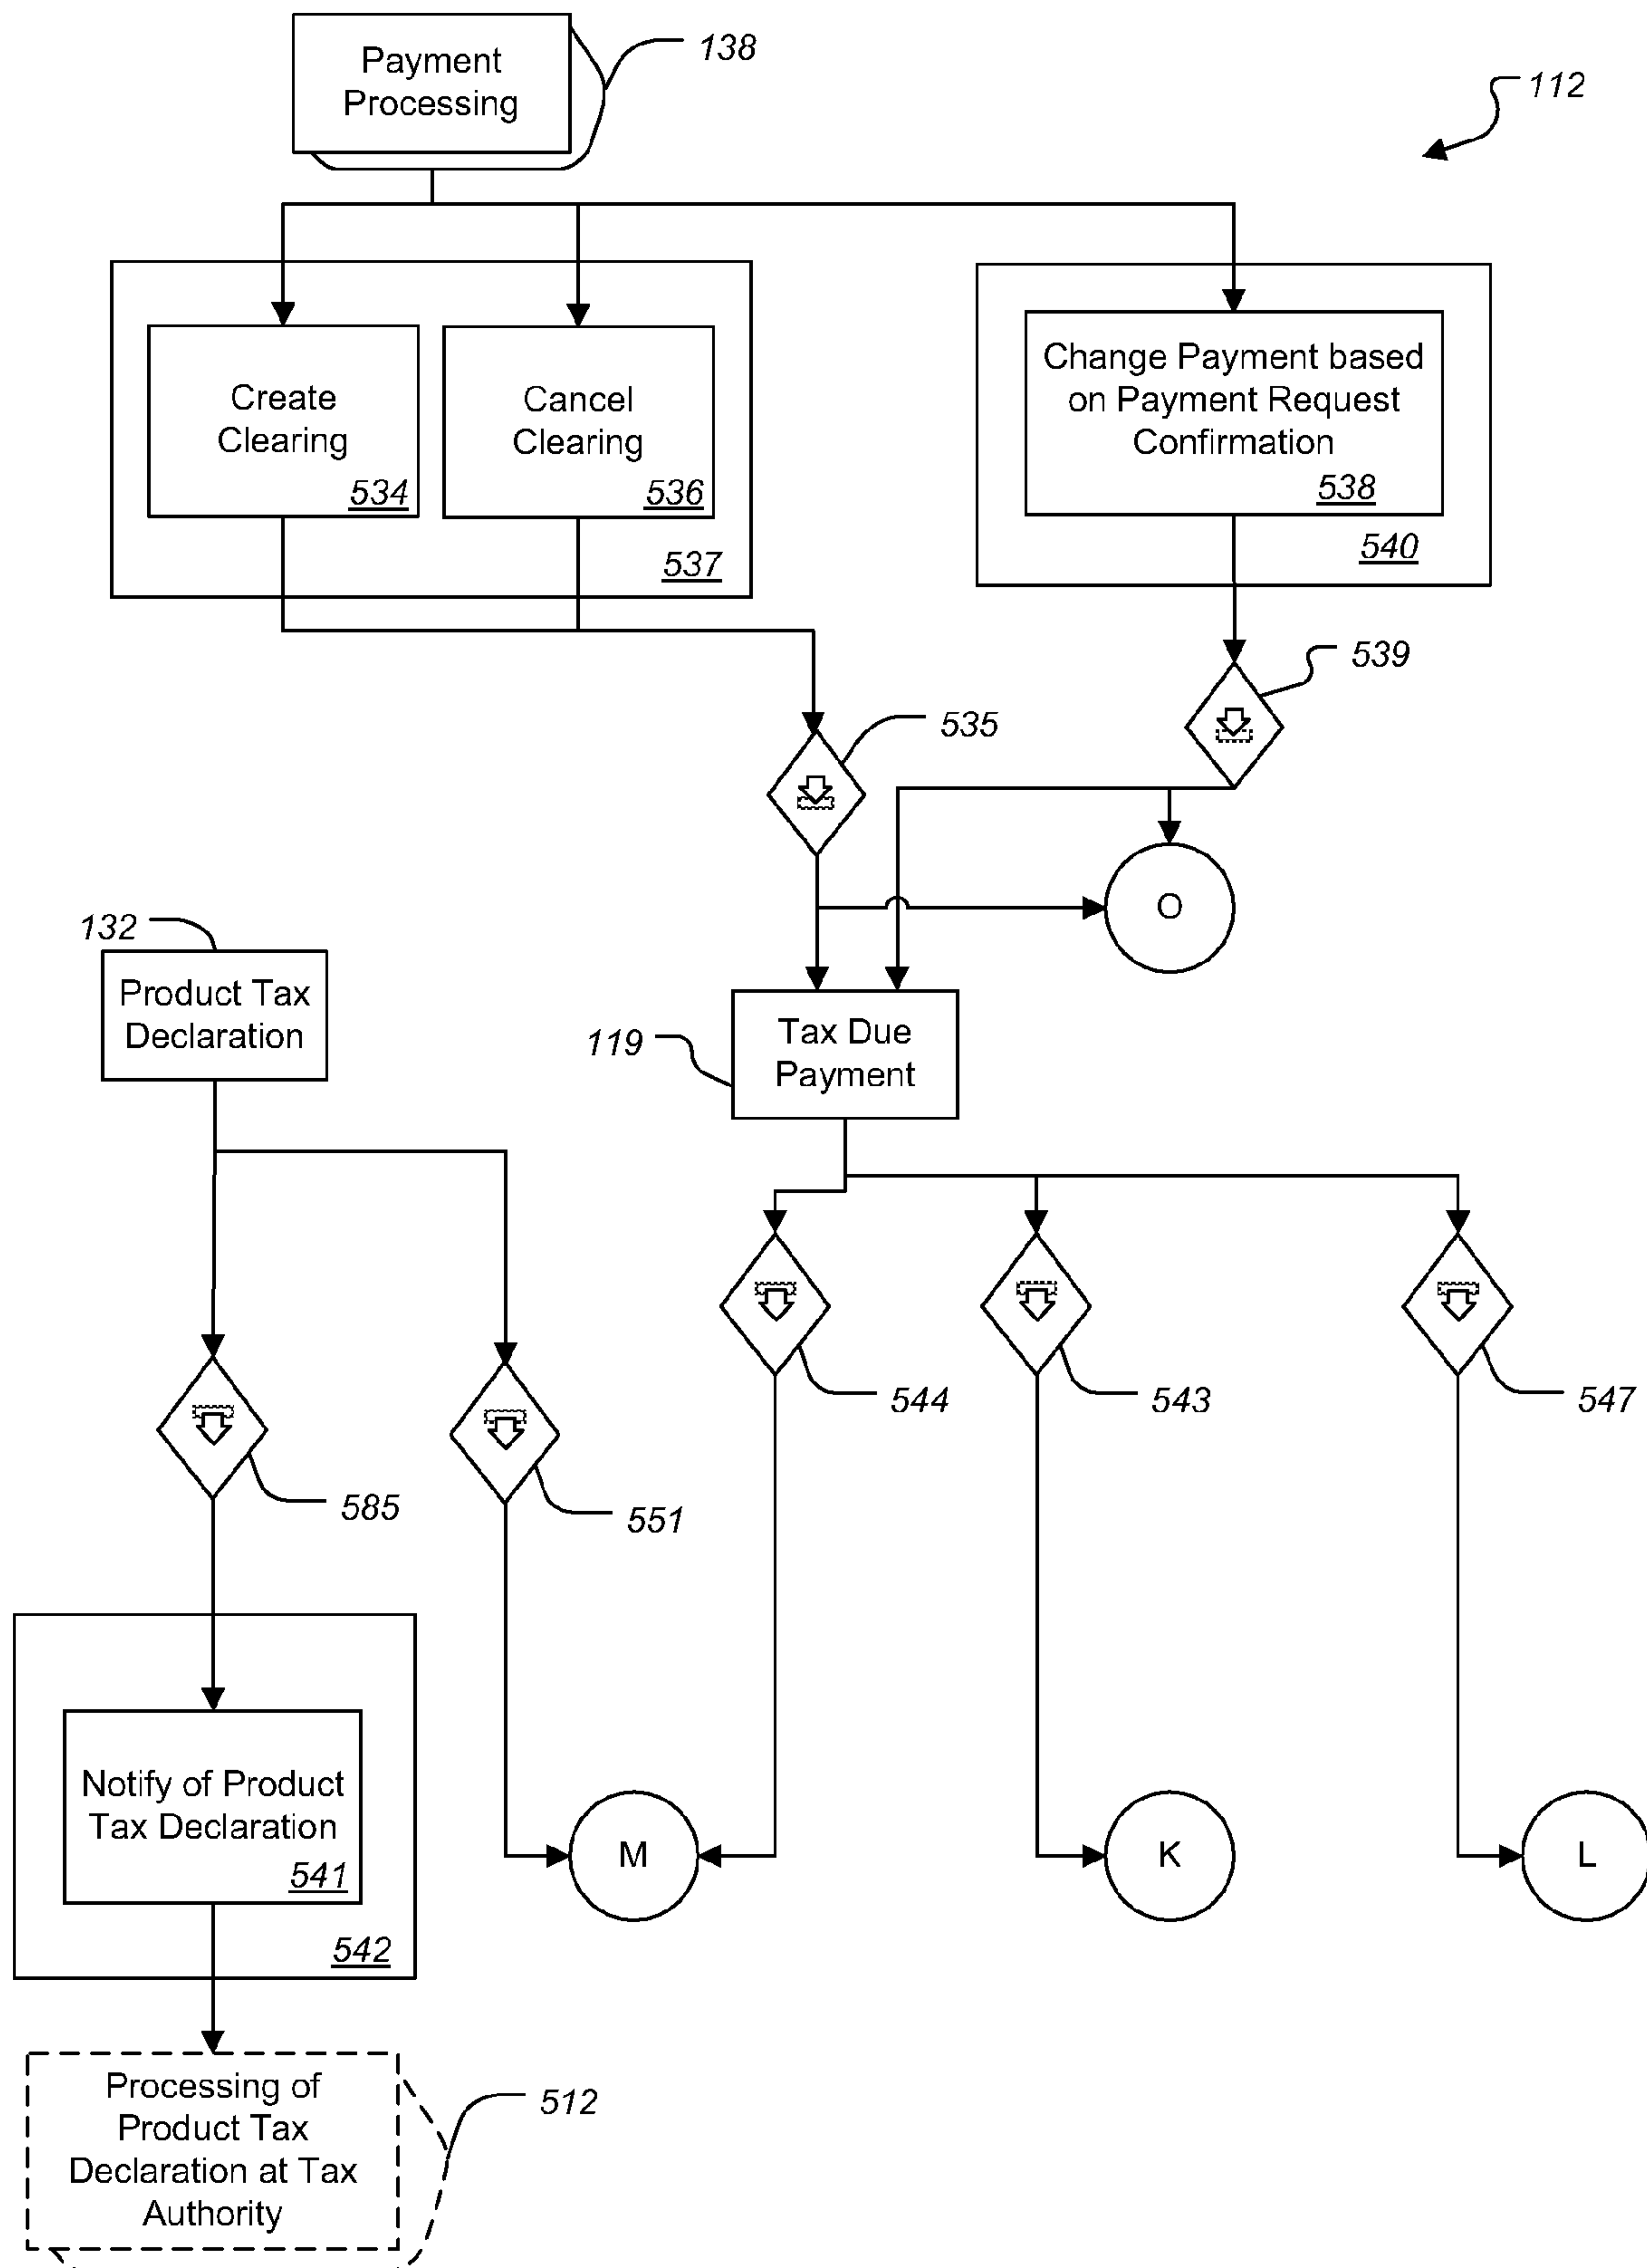 Payment
Processing
138
112
Create
Clearing
534
Cancel
Clearing
536
537
Change Payment based
on Payment Request
Confirmation
538
540
539
535
O
132
Product Tax
Declaration
119
Tax Due
Payment
544
543
547
585
551
Notify of Product
Tax Declaration
541
542
M
K
L
Processing of
Product Tax
Declaration at Tax
Authority
512